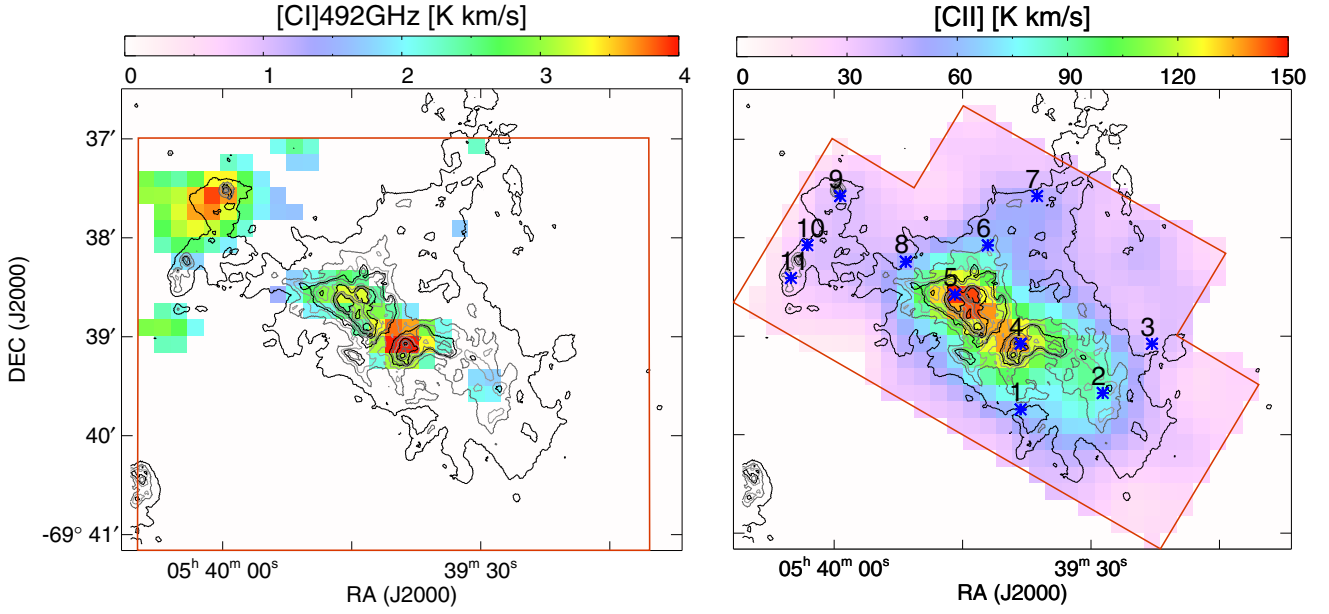 [CI]492GHz [K km/s]
0 1 2 3 4
37′
38′
39′
40′
-69° 41′
05ʰ 40ᵐ 00ˢ 39ᵐ 30ˢ
RA (J2000)
DEC (J2000)
[CII] [K km/s]
0 30 60 90 120 150
9 7
10 6
8
11
5
4 3
2
1
05ʰ 40ᵐ 00ˢ 39ᵐ 30ˢ
RA (J2000)